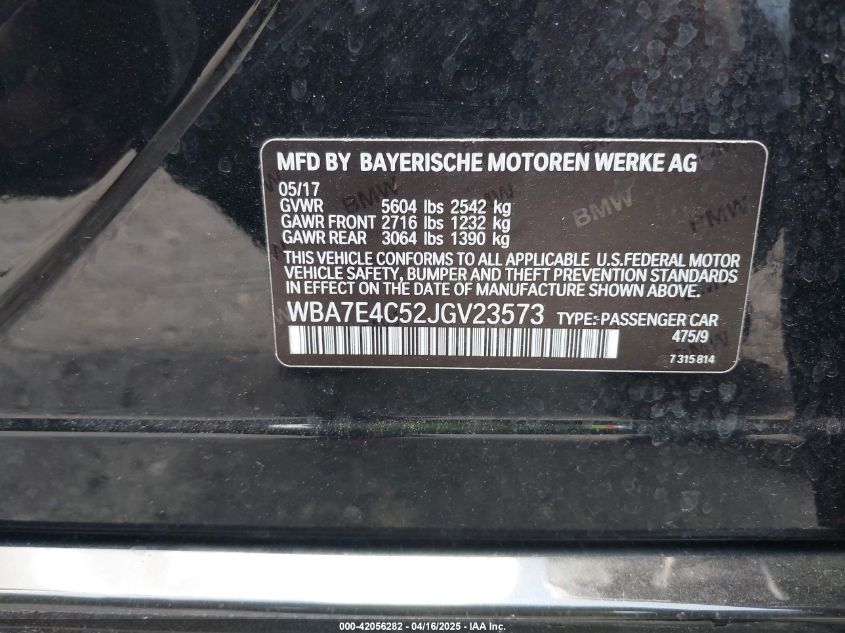 MFD BY BAYERISCHE MOTOREN WERKE AG
05/17
GVWR 5604 lbs 2542 kg
GAWR FRONT 2716 lbs 1232 kg
GAWR REAR 3064 lbs 1390 kg
THIS VEHICLE CONFORMS TO ALL APPLICABLE U.S.FEDERAL MOTOR
VEHICLE SAFETY, BUMPER AND THEFT PREVENTION STANDARDS
IN EFFECT ON THE DATE OF MANUFACTURE SHOWN ABOVE.
WBA7E4C52JGV23573 TYPE:PASSENGER CAR
475/9
7 315 814
BMW
BMW
BMW
000-42056282 - 04/16/2025 - IAA Inc.